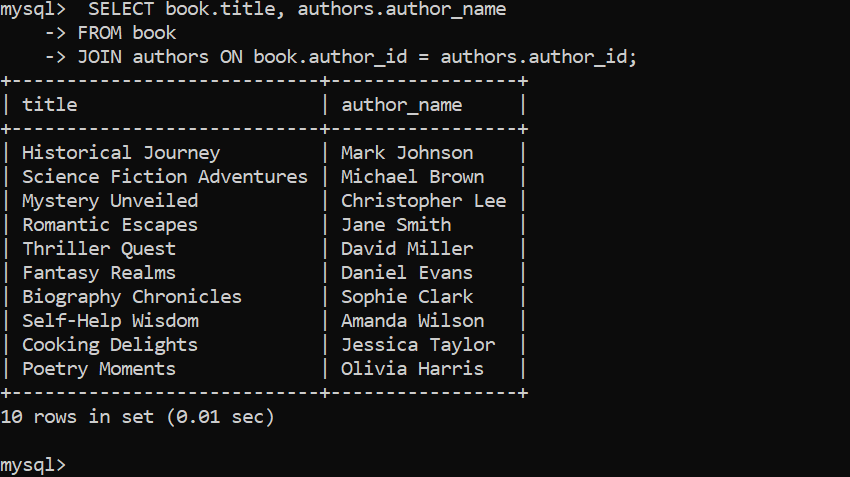 mysql>  SELECT book.title, authors.author_name
    -> FROM book
    -> JOIN authors ON book.author_id = authors.author_id;
+----------------------------+-----------------+
| title                      | author_name     |
+----------------------------+-----------------+
| Historical Journey         | Mark Johnson    |
| Science Fiction Adventures | Michael Brown   |
| Mystery Unveiled           | Christopher Lee |
| Romantic Escapes           | Jane Smith      |
| Thriller Quest             | David Miller    |
| Fantasy Realms             | Daniel Evans    |
| Biography Chronicles       | Sophie Clark    |
| Self-Help Wisdom           | Amanda Wilson   |
| Cooking Delights           | Jessica Taylor  |
| Poetry Moments             | Olivia Harris   |
+----------------------------+-----------------+
10 rows in set (0.01 sec)

mysql>